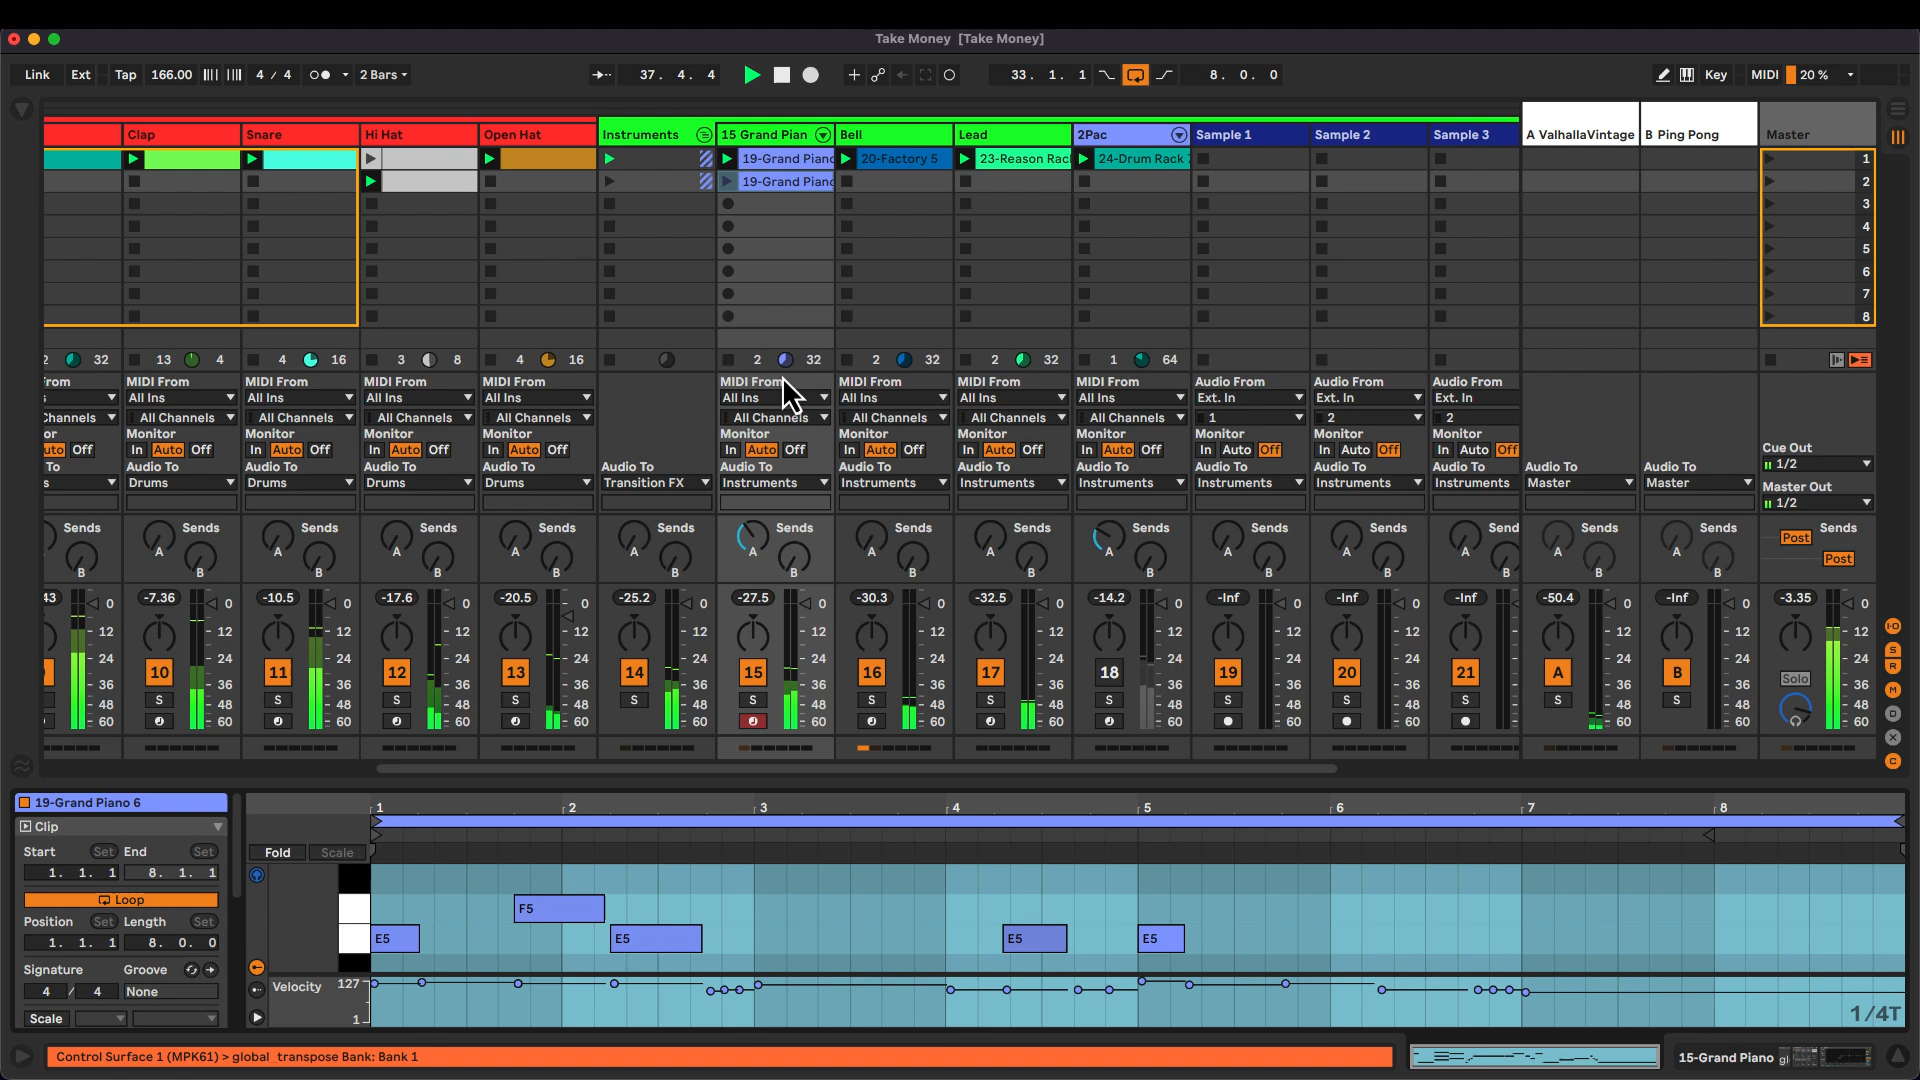 Take Money [Take Money]
Link Ext Tap 166.00 4 / 4 2 Bars 37. 4. 4 33. 1. 1 8. 0. 0 Key MIDI 20 %
Clap Snare Hi Hat Open Hat Instruments 15 Grand Pian Bell Lead 2Pac Sample 1 Sample 2 Sample 3 A ValhallaVintage B Ping Pong Master
19-Grand Piano 20-Factory 5 23-Reason Rac 24-Drum Rack 1
19-Grand Piano 2
3
4
5
6
7
8
2 32 13 4 4 16 3 8 4 16 2 32 2 32 2 32 1 64
From MIDI From MIDI From MIDI From MIDI From MIDI From MIDI From MIDI From MIDI From Audio From Audio From Audio From
s All Ins All Ins All Ins All Ins All Ins All Ins All Ins All Ins Ext. In Ext. In Ext. In
hannels All Channels All Channels All Channels All Channels All Channels All Channels All Channels All Channels 1 2 2
or Monitor Monitor Monitor Monitor Monitor Monitor Monitor Monitor Monitor Monitor Monitor
uto Off In Auto Off In Auto Off In Auto Off In Auto Off In Auto Off In Auto Off In Auto Off In Auto Off In Auto Off In Auto Off In Auto Off Cue Out
1/2
To Audio To Audio To Audio To Audio To Audio To Audio To Audio To Audio To Audio To Audio To Audio To Audio To Audio To Audio To
s Drums Drums Drums Drums Transition FX Instruments Instruments Instruments Instruments Instruments Instruments Instruments Master Master Master Out
1/2
Sends Sends Sends Sends Sends Sends Sends Sends Sends Sends Sends Sends Send Sends Sends Sends
A A A A A A A A A A A A A A Post
B B B B B B B B B B B B B B B Post
43 0 -7.36 0 -10.5 0 -17.6 0 -20.5 0 -25.2 0 -27.5 0 -30.3 0 -32.5 0 -14.2 0 -Inf 0 -Inf 0 -Inf 0 -50.4 0 -Inf 0 -3.35 0
12 12 12 12 12 12 12 12 12 12 12 12 12 12 12 12
24 24 24 24 24 24 24 24 24 24 24 24 24 24 24 24
10 11 12 13 14 15 16 17 18 19 20 21 A B Solo
36 36 36 36 36 36 36 36 36 36 36 36 36 36 36 36
S S S S S S S S S S S S S S
48 48 48 48 48 48 48 48 48 48 48 48 48 48 48 48
60 60 60 60 60 60 60 60 60 60 60 60 60 60 60 60
I·O
S
R
M
D
X
C
19-Grand Piano 6
Clip
Start Set End Set
1. 1. 1 8. 1. 1
Loop
Position Set Length Set
1. 1. 1 8. 0. 0
Signature Groove
4 / 4 None
Scale
1 2 3 4 5 6 7 8
Fold Scale
F5
E5 E5 E5 E5
Velocity 127
1
1/4T
Control Surface 1 (MPK61) > global_transpose Bank: Bank 1
15-Grand Piano